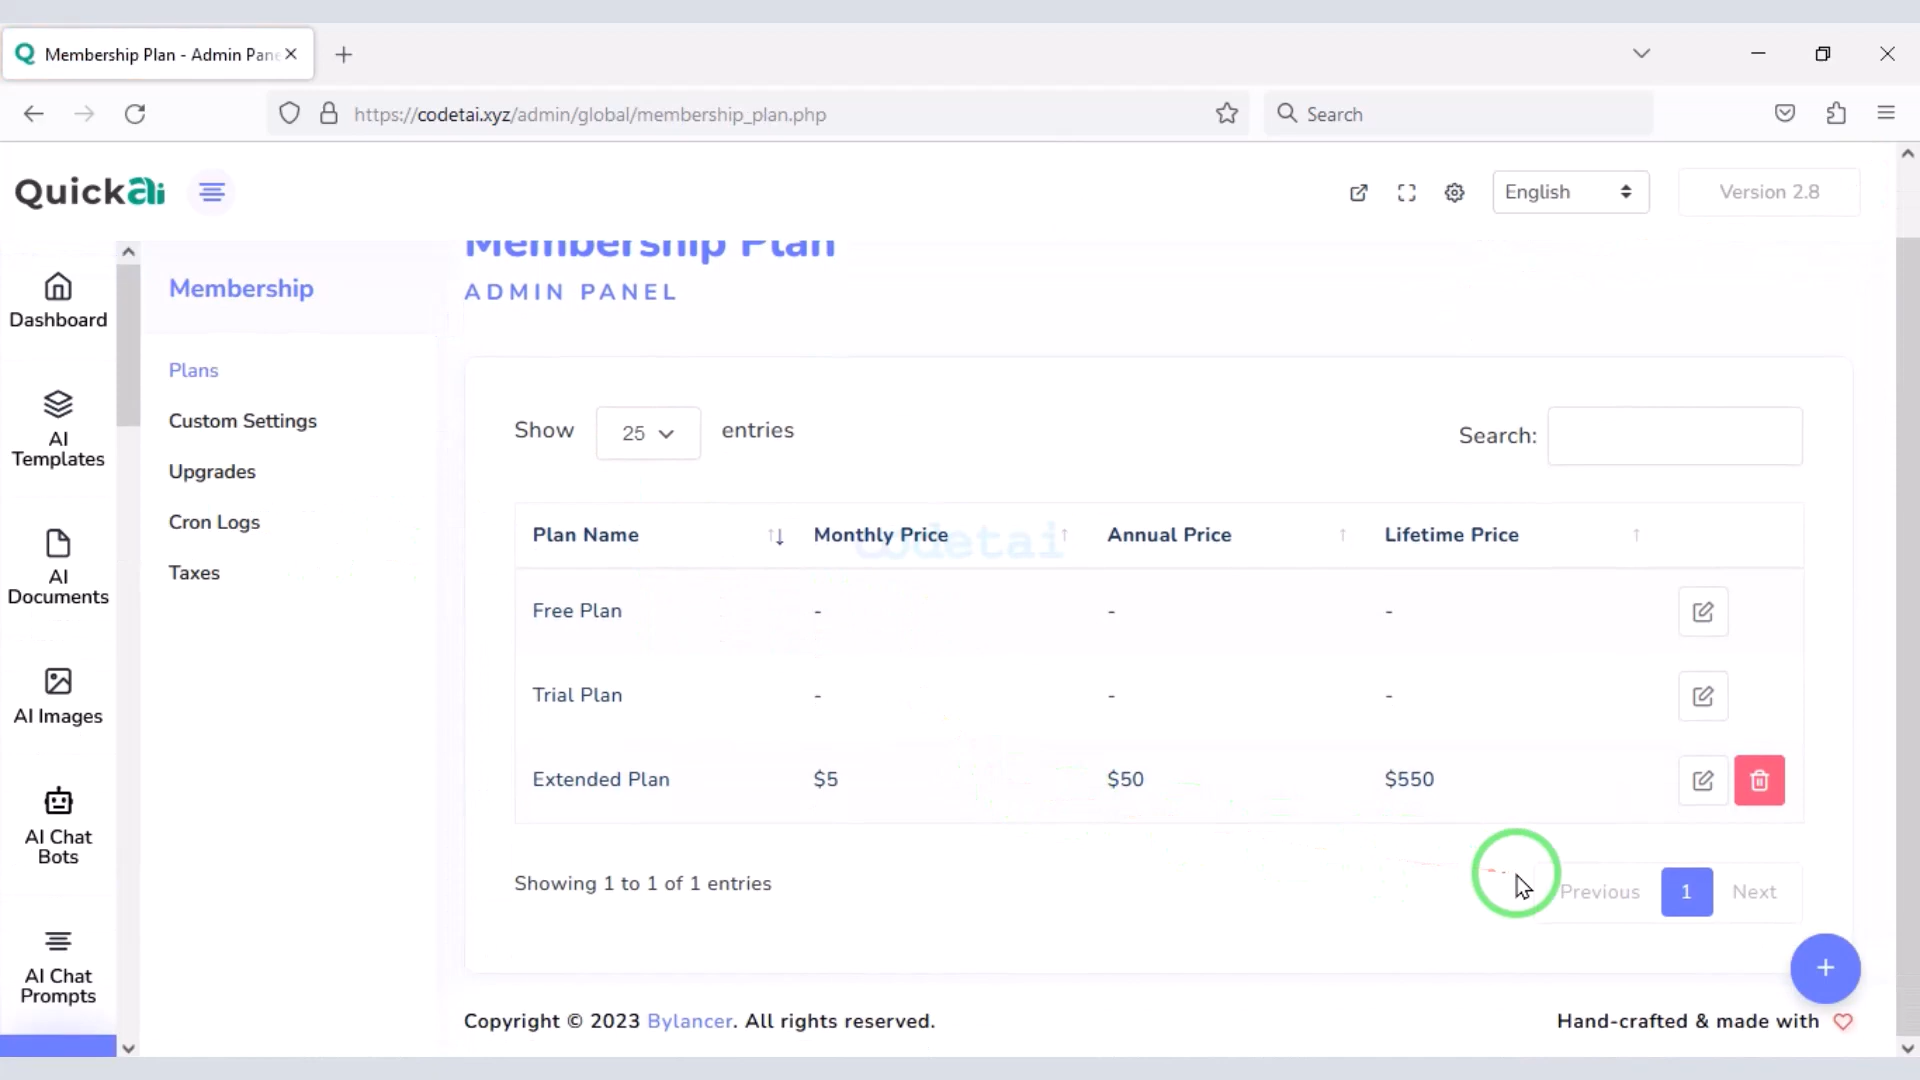 Membership Plan - Admin Pane
https://codetai.xyz/admin/global/membership_plan.php
Search
QuickAi
English
Version 2.8
Membership Plan
ADMIN PANEL
Dashboard
AI
Templates
AI
Documents
AI Images
AI Chat
Bots
AI Chat
Prompts
Membership
Plans
Custom Settings
Upgrades
Cron Logs
Taxes
Show 25 entries
Search:
codetai
Plan Name Monthly Price Annual Price Lifetime Price
Free Plan - - -
Trial Plan - - -
Extended Plan $5 $50 $550
Showing 1 to 1 of 1 entries
Previous 1 Next
+
Copyright © 2023 Bylancer. All rights reserved.
Hand-crafted & made with